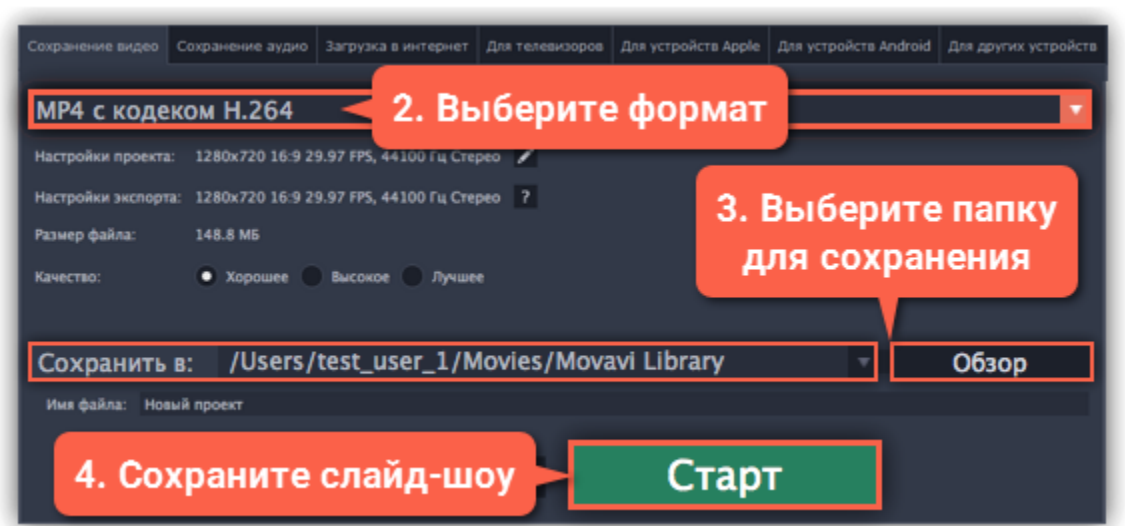 Сохранение видео Сохранение аудио Загрузка в интернет Для телевизоров Для устройств Apple Для устройств Android Для других устройств
MP4 с кодеком H.264
2. Выберите формат
Настройки проекта: 1280x720 16:9 29.97 FPS, 44100 Гц Стерео
Настройки экспорта: 1280x720 16:9 29.97 FPS, 44100 Гц Стерео ?
Размер файла: 148.8 МБ
Качество: Хорошее Высокое Лучшее
3. Выберите папку
для сохранения
Сохранить в: /Users/test_user_1/Movies/Movavi Library
Обзор
Имя файла: Новый проект
4. Сохраните слайд-шоу
Старт